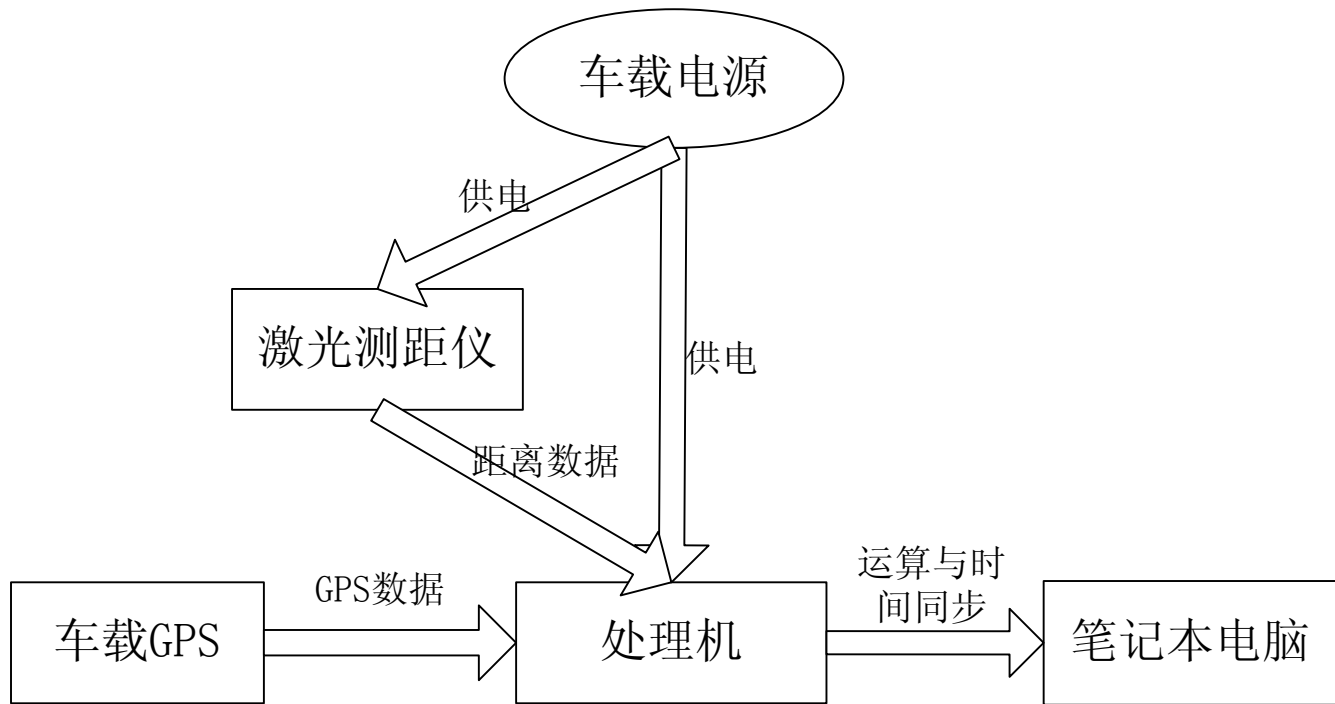 车载电源
供电
激光测距仪
供电
距离数据
GPS数据
运算与时
间同步
车载GPS
处理机
笔记本电脑